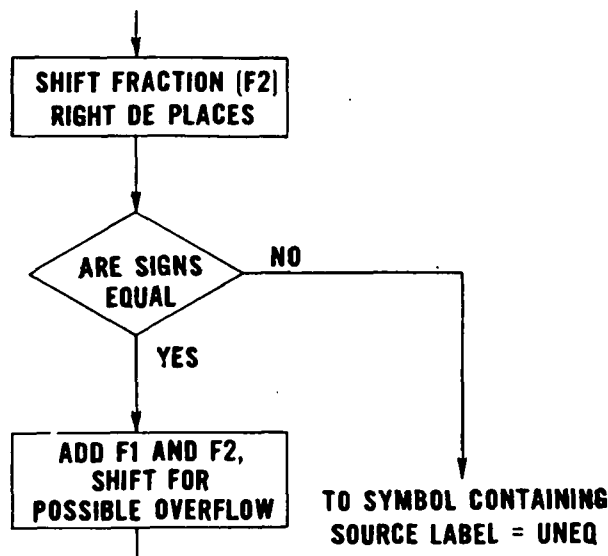 SHIFT FRACTION (F2)
RIGHT DE PLACES
ARE SIGNS
EQUAL
NO
YES
ADD F1 AND F2,
SHIFT FOR
POSSIBLE OVERFLOW
TO SYMBOL CONTAINING
SOURCE LABEL = UNEQ